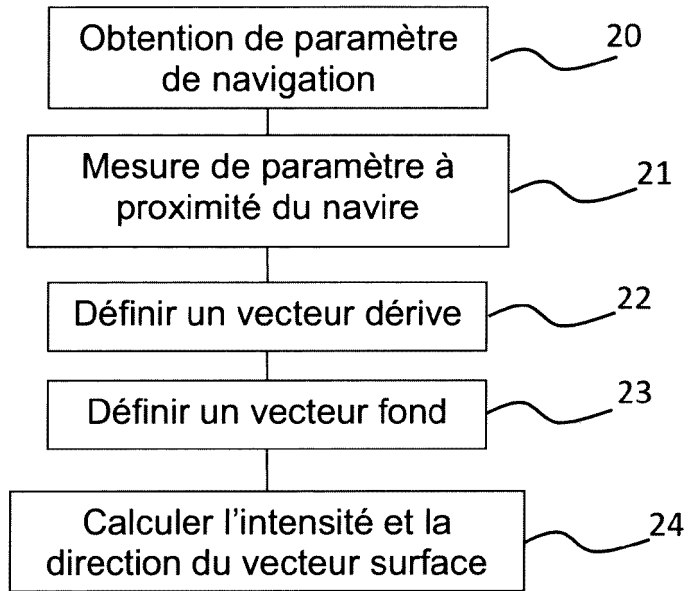 Obtention de paramètre
de navigation
20
Mesure de paramètre à
proximité du navire
21
Définir un vecteur dérive
22
Définir un vecteur fond
23
Calculer l'intensité et la
direction du vecteur surface
24